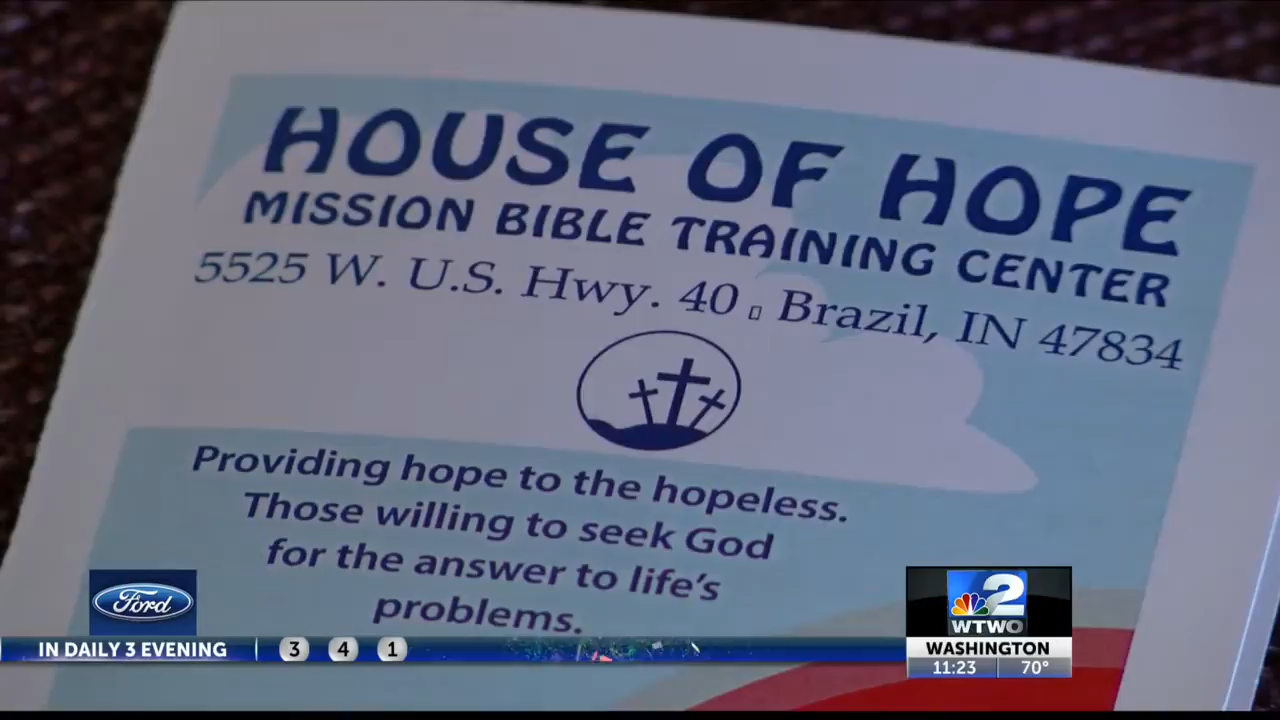 HOUSE OF HOPE
MISSION BIBLE TRAINING CENTER
5525 W. U.S. Hwy. 40 ▯ Brazil, IN 47834
Providing hope to the hopeless.
Those willing to seek God
for the answer to life's
problems.
Ford
IN DAILY 3 EVENING 3 4 1
2
WTWO
WASHINGTON
11:23 70°